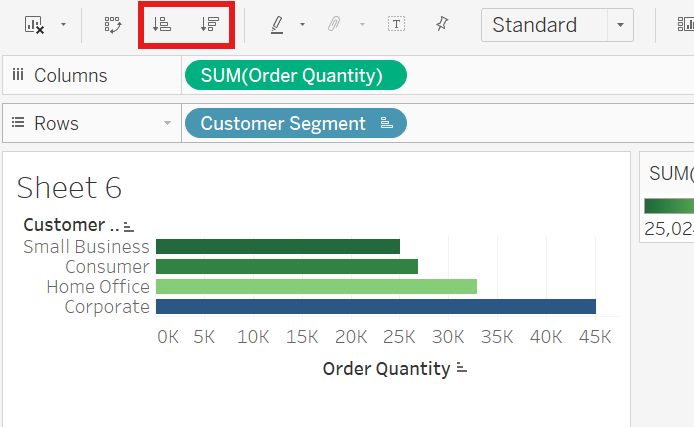 T Standard
Columns SUM(Order Quantity)
Rows Customer Segment
Sheet 6
SUM(
25,02
Customer ..
Small Business
Consumer
Home Office
Corporate
0K 5K 10K 15K 20K 25K 30K 35K 40K 45K
Order Quantity